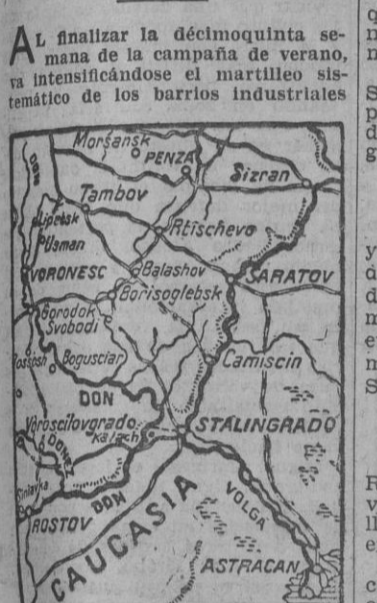 AL finalizar la décimoquinta se-
mana de la campaña de verano,
va intensificándose el martilleo sis-
temático de los barrios industriales
Morsansk
PENZA
Sizran
DON
Tambov
Lipetsk
Rtischevo
Usman
VORONESC
Balashov
SARATOV
Borisoglebsk
Borodok
Svobodi
Bogusciar
Camiscin
DON
Voroscilovgrado
STALINGRADO
Kalach
DONEZ
DON
VOLGA
ROSTOV
CAUCASIA
ASTRACAN